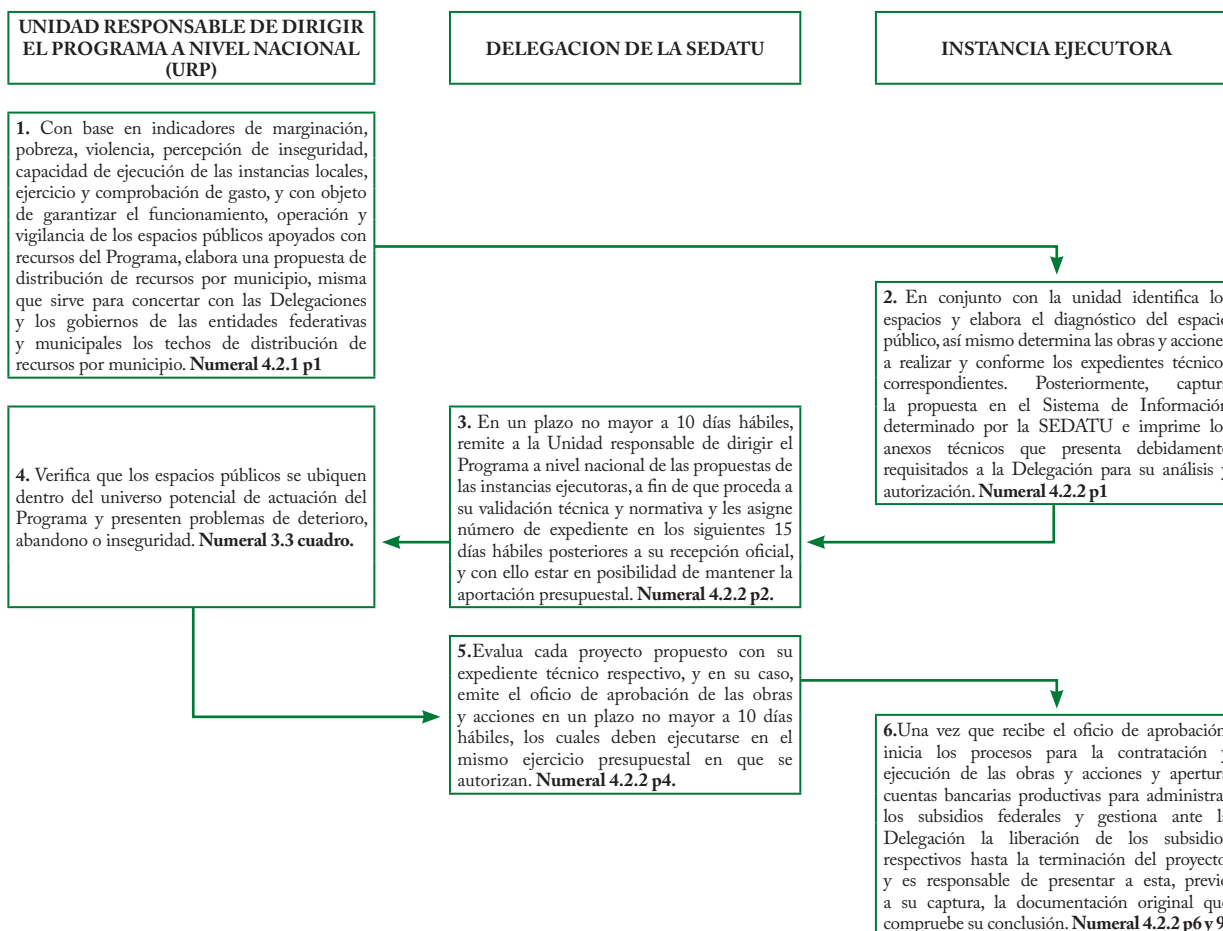 UNIDAD RESPONSABLE DE DIRIGIR
EL PROGRAMA A NIVEL NACIONAL
(URP)
DELEGACION DE LA SEDATU
INSTANCIA EJECUTORA
1. Con base en indicadores de marginación,
pobreza, violencia, percepción de inseguridad,
capacidad de ejecución de las instancias locales,
ejercicio y comprobación de gasto, y con objeto
de garantizar el funcionamiento, operación y
vigilancia de los espacios públicos apoyados con
recursos del Programa, elabora una propuesta de
distribución de recursos por municipio, misma
que sirve para concertar con las Delegaciones
y los gobiernos de las entidades federativas
y municipales los techos de distribución de
recursos por municipio. Numeral 4.2.1 p1
2. En conjunto con la unidad identifica lo
espacios y elabora el diagnóstico del espacio
público, así mismo determina las obras y accione
a realizar y conforme los expedientes técnico
correspondientes. Posteriormente, captura
la propuesta en el Sistema de Información
determinado por la SEDATU e imprime lo
anexos técnicos que presenta debidamente
requisitados a la Delegación para su análisis y
autorización. Numeral 4.2.2 p1
3. En un plazo no mayor a 10 días hábiles,
remite a la Unidad responsable de dirigir el
Programa a nivel nacional de las propuestas de
las instancias ejecutoras, a fin de que proceda a
su validación técnica y normativa y les asigne
número de expediente en los siguientes 15
días hábiles posteriores a su recepción oficial,
y con ello estar en posibilidad de mantener la
aportación presupuestal. Numeral 4.2.2 p2.
4. Verifica que los espacios públicos se ubiquen
dentro del universo potencial de actuación del
Programa y presenten problemas de deterioro,
abandono o inseguridad. Numeral 3.3 cuadro.
5.Evalua cada proyecto propuesto con su
expediente técnico respectivo, y en su caso,
emite el oficio de aprobación de las obras
y acciones en un plazo no mayor a 10 días
hábiles, los cuales deben ejecutarse en el
mismo ejercicio presupuestal en que se
autorizan. Numeral 4.2.2 p4.
6.Una vez que recibe el oficio de aprobación
inicia los procesos para la contratación y
ejecución de las obras y acciones y apertura
cuentas bancarias productivas para administra
los subsidios federales y gestiona ante la
Delegación la liberación de los subsidio
respectivos hasta la terminación del proyecto
y es responsable de presentar a esta, previo
a su captura, la documentación original que
compruebe su conclusión. Numeral 4.2.2 p6 y 9